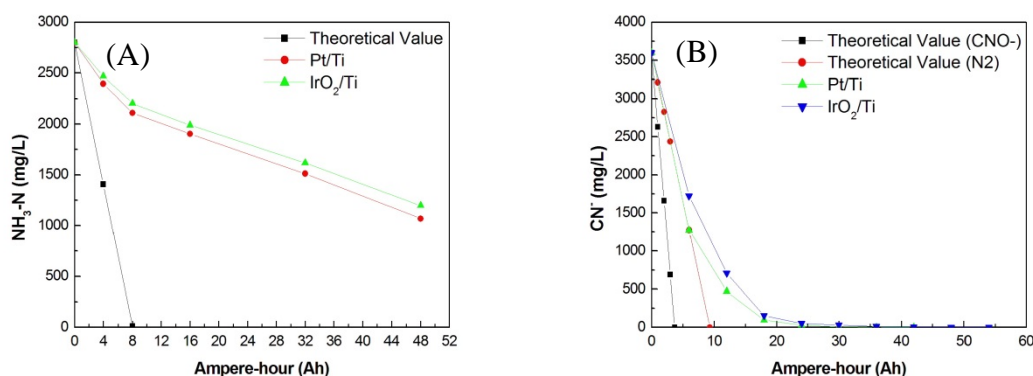 (A)
Theoretical Value
Pt/Ti
IrO₂/Ti
NH₃-N (mg/L)
3000
2500
2000
1500
1000
500
0
0 4 8 12 16 20 24 28 32 36 40 44 48 52
Ampere-hour (Ah)
(B)
Theoretical Value (CNO-)
Theoretical Value (N2)
Pt/Ti
IrO₂/Ti
CN⁻ (mg/L)
4000
3500
3000
2500
2000
1500
1000
500
0
0 10 20 30 40 50 60
Ampere-hour (Ah)